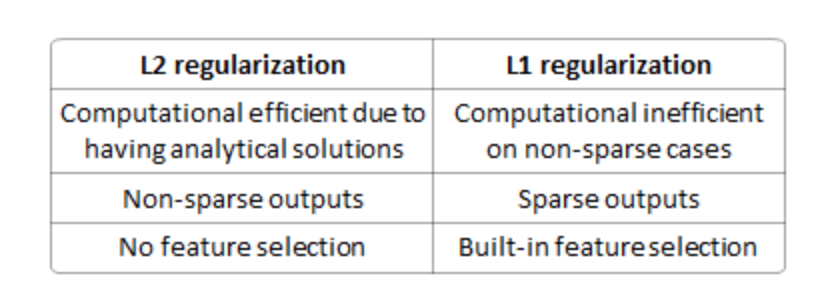 L2 regularization
L1 regularization
Computational efficient due to
having analytical solutions
Computational inefficient
on non-sparse cases
Non-sparse outputs
Sparse outputs
No feature selection
Built-in feature selection